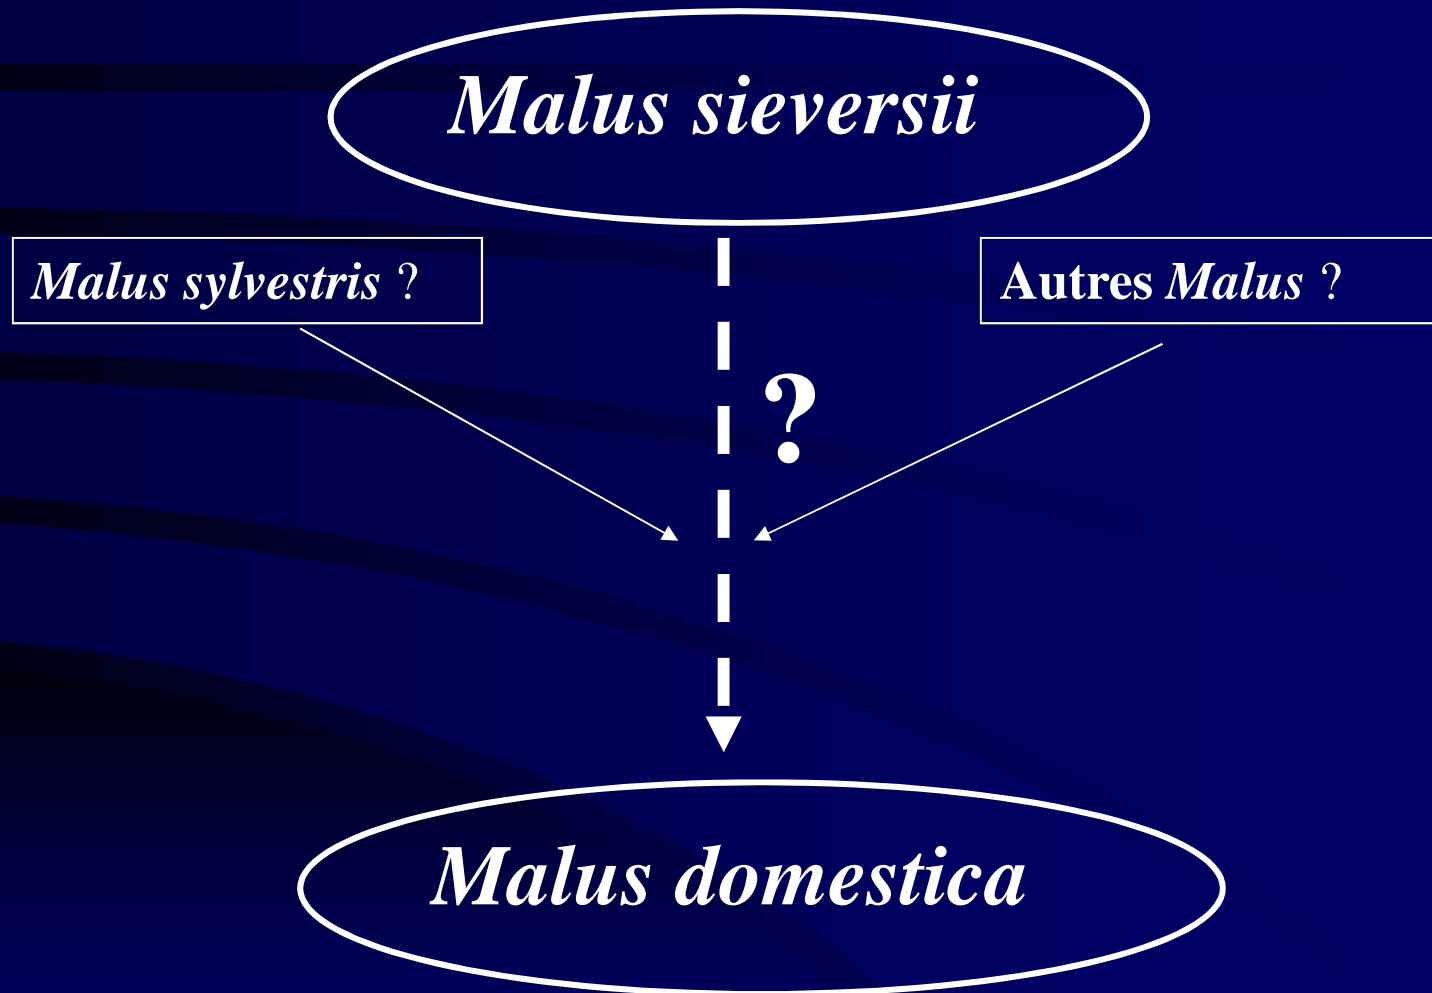 Malus sieversii
Malus sylvestris ?
Autres Malus ?
?
Malus domestica